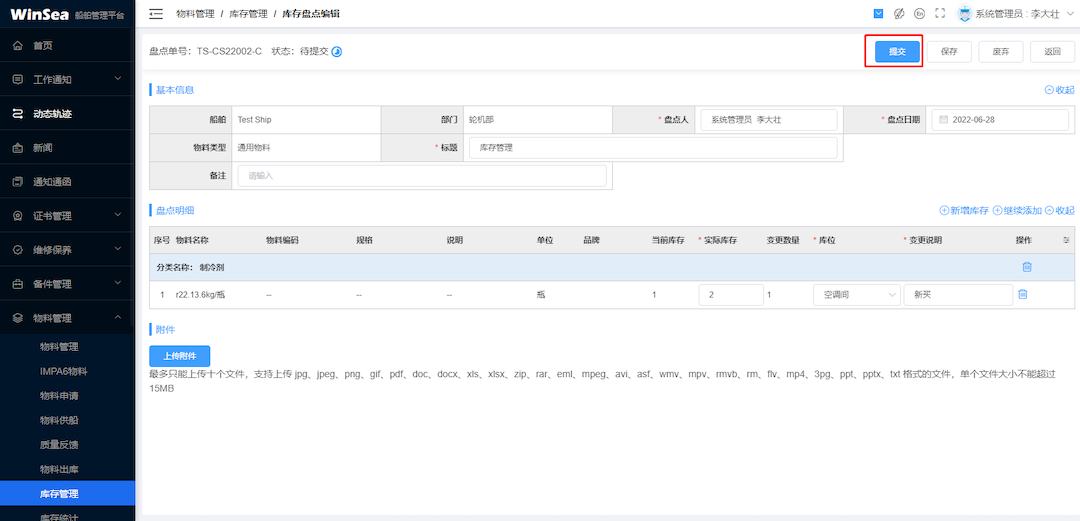 WinSea 船舶管理平台
物料管理 / 库存管理 / 库存盘点编辑
En
系统管理员 : 李大壮
首页
工作通知
动态轨迹
新闻
通知通函
证书管理
维修保养
备件管理
物料管理
物料管理
IMPA6物料
物料申请
物料供船
质量反馈
物料出库
库存管理
库存统计
盘点单号: TS-CS22002-C 状态: 待提交
提交 保存 废弃 返回
基本信息 收起
船舶 Test Ship 部门 轮机部 * 盘点人 系统管理员 李大壮 * 盘点日期 2022-06-28
物料类型 通用物料 * 标题 库存管理
备注 请输入
盘点明细 新增库存 继续添加 收起
序号 物料名称 物料编码 规格 说明 单位 品牌 当前库存 * 实际库存 变更数量 * 库位 * 变更说明 操作
分类名称: 制冷剂
1 r22.13.6kg/瓶 -- -- -- 瓶 1 2 1 空调间 新买
附件
上传附件
最多只能上传十个文件，支持上传 jpg、jpeg、png、gif、pdf、doc、docx、xls、xlsx、zip、rar、eml、mpeg、avi、asf、wmv、mpv、rmvb、rm、flv、mp4、3pg、ppt、pptx、txt 格式的文件，单个文件大小不能超过
15MB